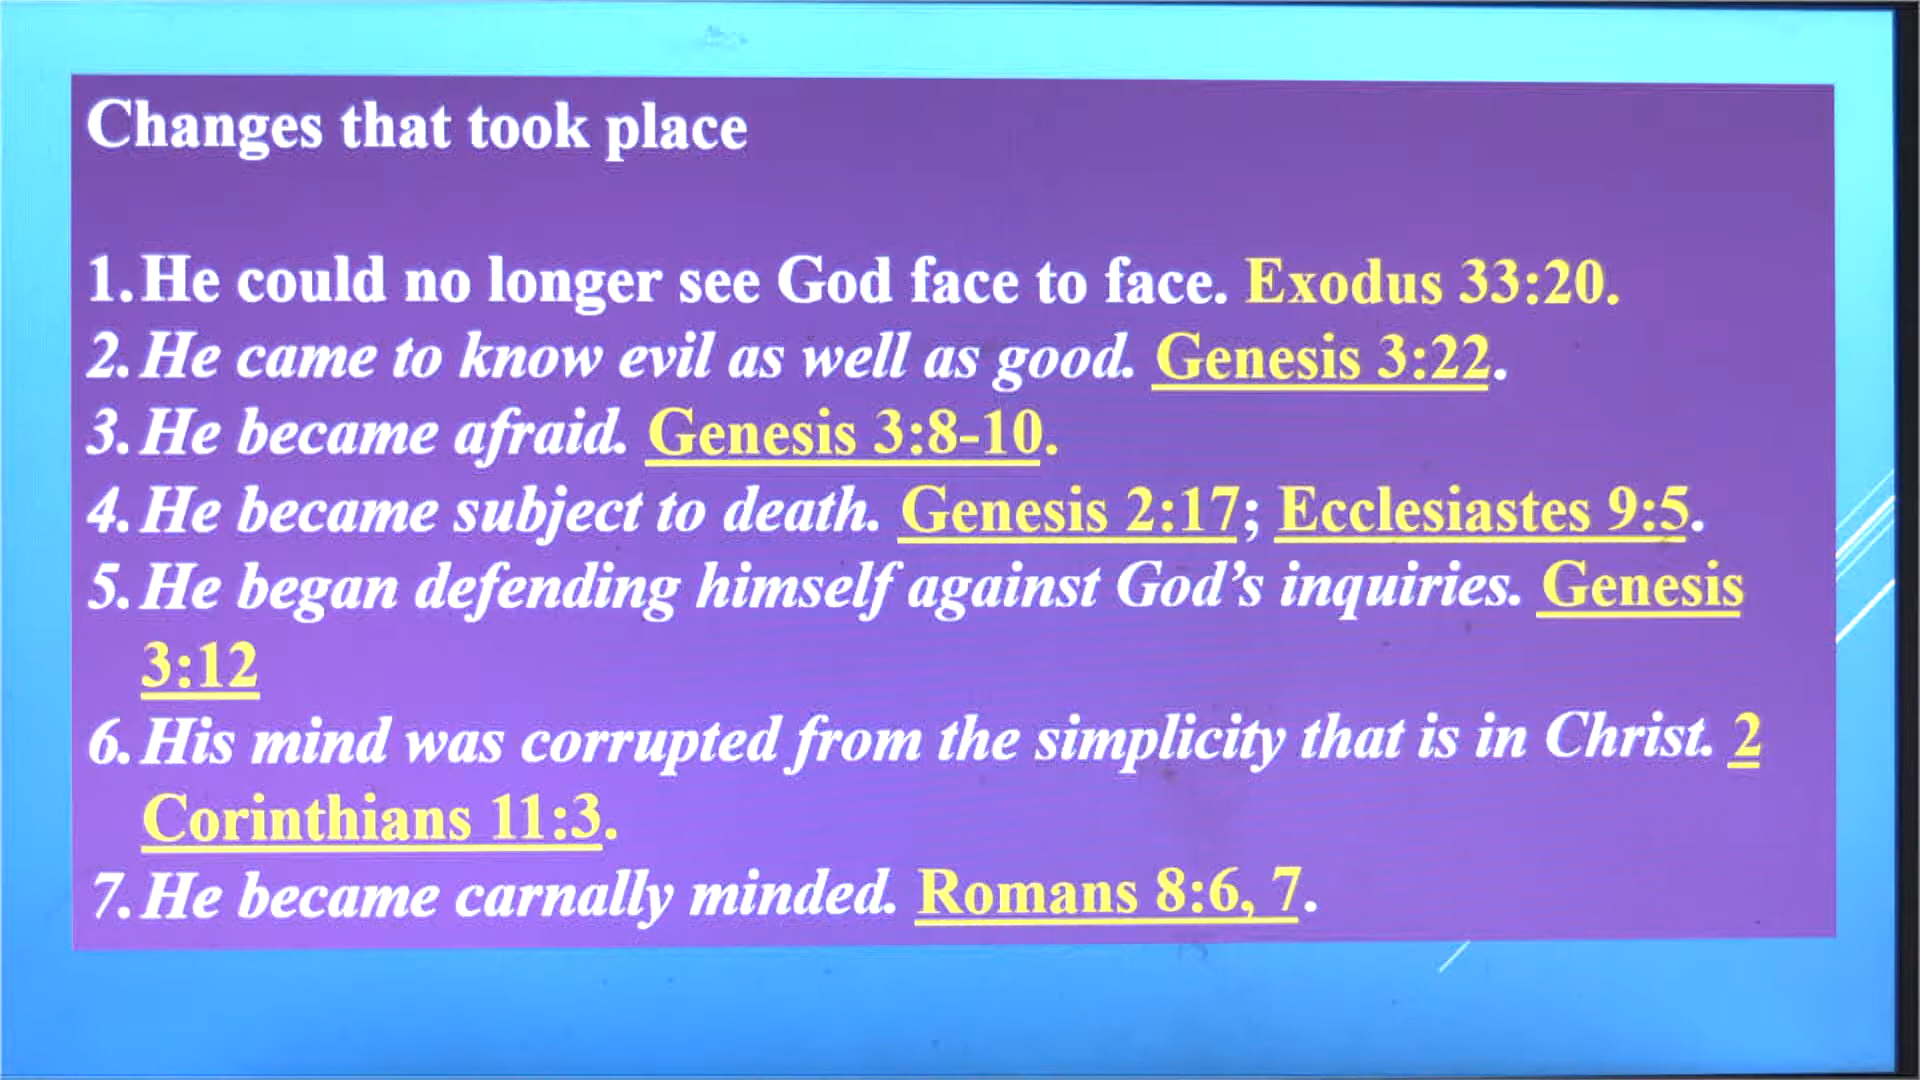 Changes that took place
1. He could no longer see God face to face. Exodus 33:20.
2. He came to know evil as well as good. Genesis 3:22.
3. He became afraid. Genesis 3:8-10.
4. He became subject to death. Genesis 2:17; Ecclesiastes 9:5.
5. He began defending himself against God’s inquiries. Genesis
3:12
6. His mind was corrupted from the simplicity that is in Christ. 2
Corinthians 11:3.
7. He became carnally minded. Romans 8:6, 7.